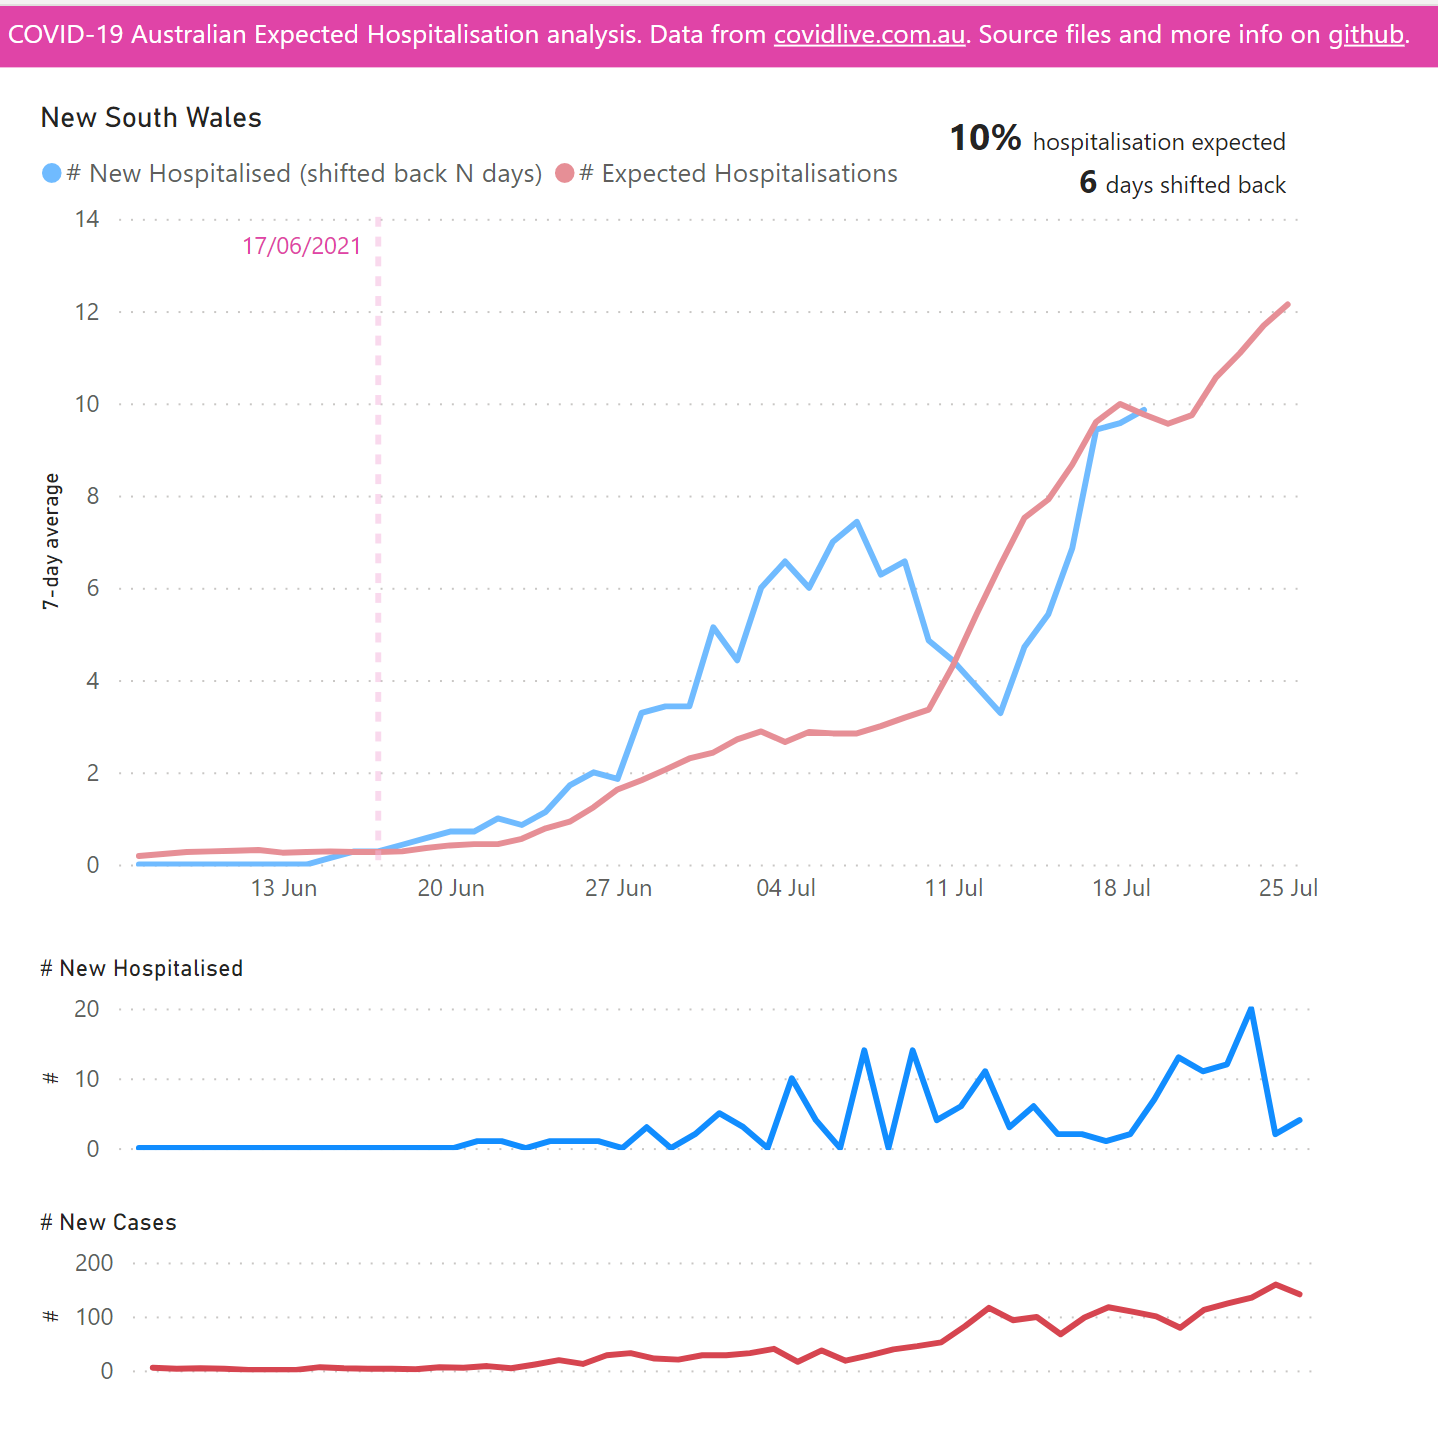 COVID-19 Australian Expected Hospitalisation analysis. Data from covidlive.com.au. Source files and more info on github.
New South Wales
10% hospitalisation expected
# New Hospitalised (shifted back N days) # Expected Hospitalisations
6 days shifted back
14
17/06/2021
12
10
8
7-day average
6
4
2
0
13 Jun 20 Jun 27 Jun 04 Jul 11 Jul 18 Jul 25 Jul
# New Hospitalised
20
# 10
0
# New Cases
200
# 100
0